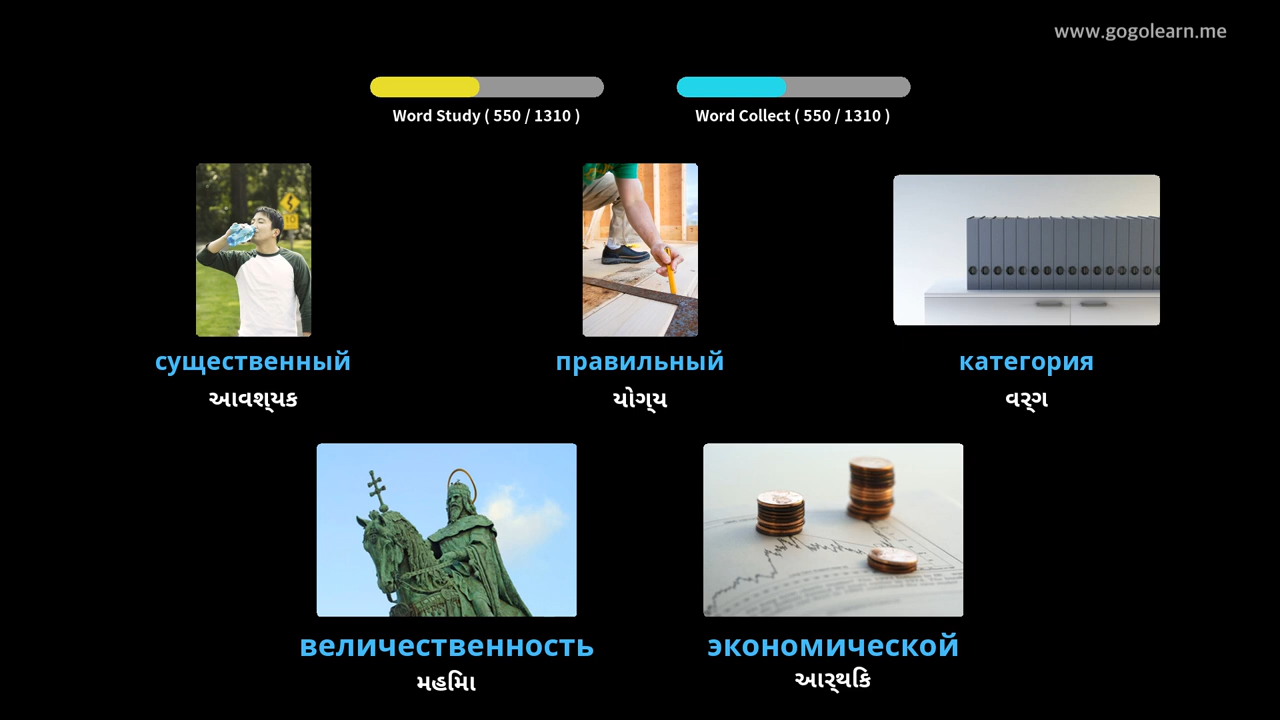 www.gogolearn.me
Word Study ( 550 / 1310 )
Word Collect ( 550 / 1310 )
существенный
આવશ્યક
правильный
યોગ્ય
категория
વર્ગ
величественность
મહિમા
экономической
આર્થિક